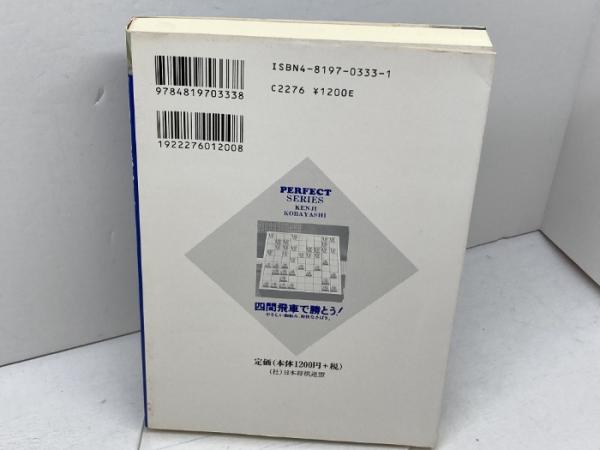 ISBN4-8197-0333-1
C2276 ¥1200E
9784819703338
1922276012008
PERFECT
SERIES
KENJI
KOBAYASHI
四間飛車で勝とう!
定価(本体1200円+税)
(社)日本将棋連盟